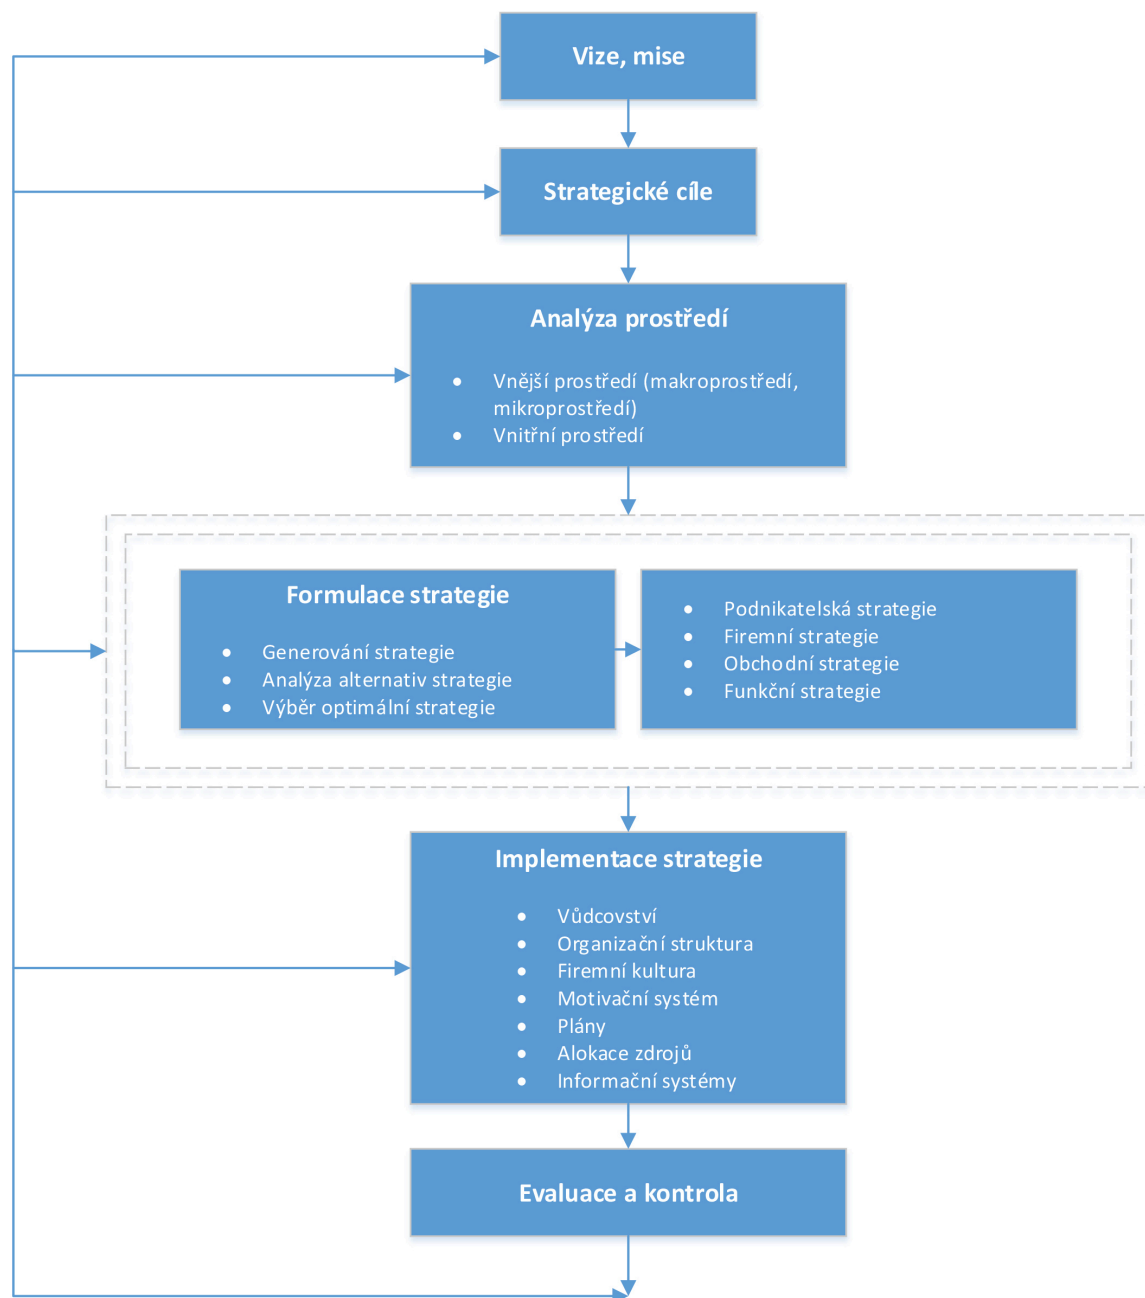 Vize, mise
Strategické cíle
Analýza prostředí
• Vnější prostředí (makroprostředí,
mikroprostředí)
• Vnitřní prostředí
Formulace strategie
• Generování strategie
• Analýza alternativ strategie
• Výběr optimální strategie
• Podnikatelská strategie
• Firemní strategie
• Obchodní strategie
• Funkční strategie
Implementace strategie
• Vůdcovství
• Organizační struktura
• Firemní kultura
• Motivační systém
• Plány
• Alokace zdrojů
• Informační systémy
Evaluace a kontrola